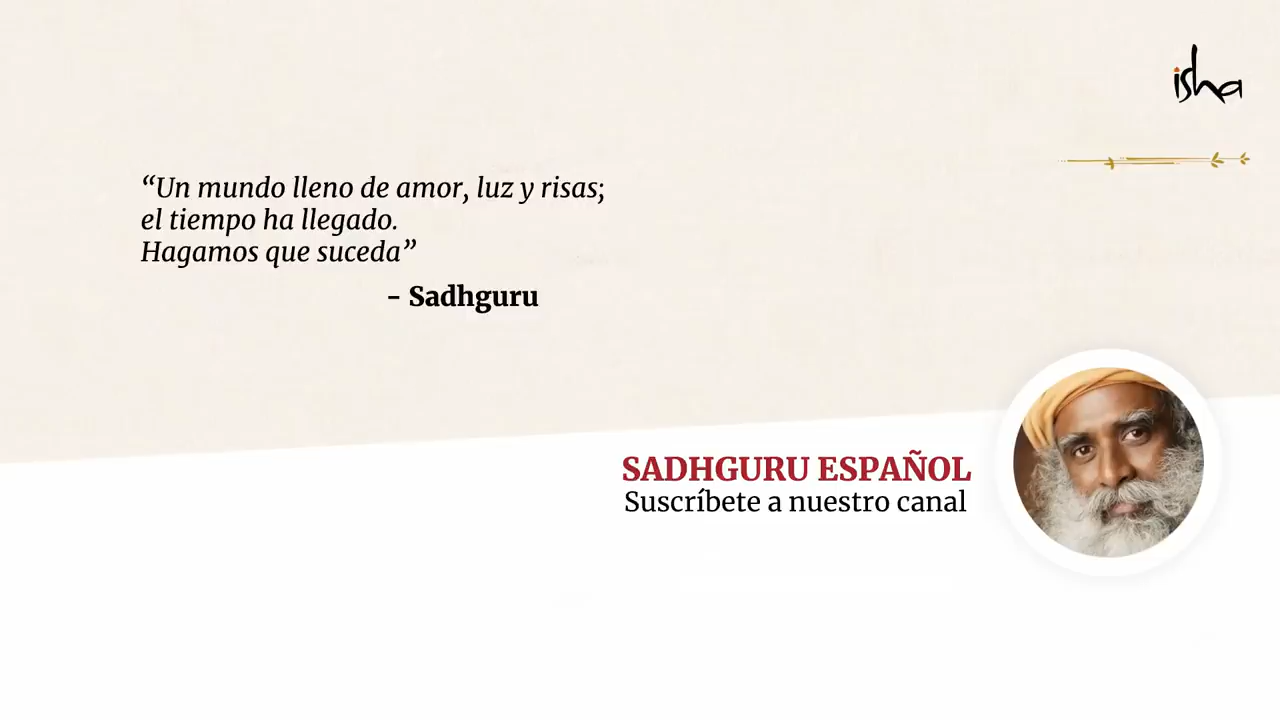 isha
“Un mundo lleno de amor, luz y risas;
el tiempo ha llegado.
Hagamos que suceda”
- Sadhguru
SADHGURU ESPAÑOL
Suscríbete a nuestro canal